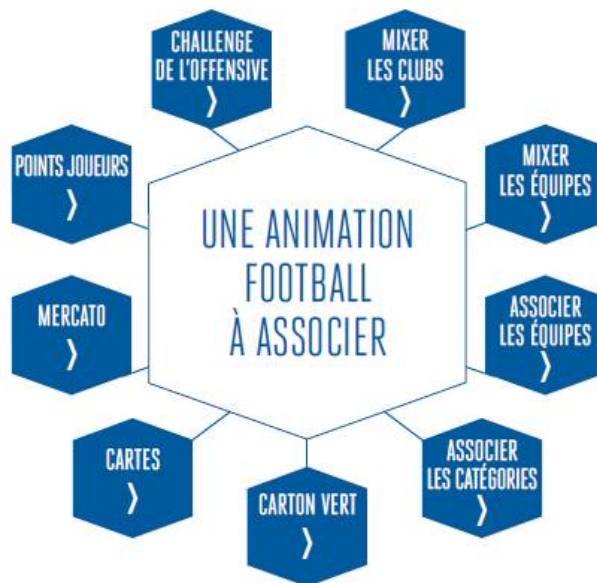 CHALLENGE
DE L'OFFENSIVE
MIXER
LES CLUBS
POINTS JOUEURS
MIXER
LES ÉQUIPES
UNE ANIMATION
FOOTBALL
À ASSOCIER
MERCATO
ASSOCIER
LES ÉQUIPES
CARTES
CARTON VERT
ASSOCIER
LES CATÉGORIES